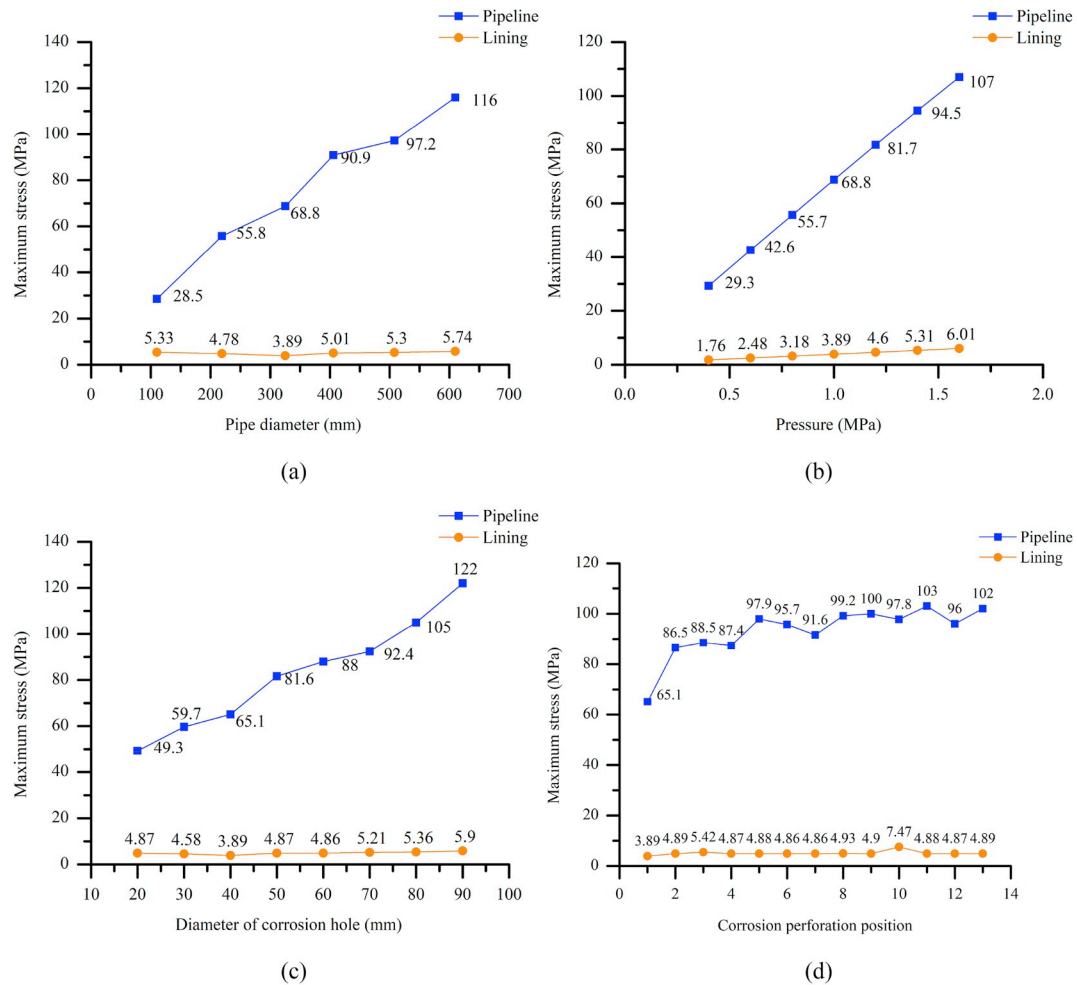 Pipeline
Lining
140
120
100
80
60
40
20
0
Maximum stress (MPa)
116
97.2
90.9
68.8
55.8
28.5
5.33 4.78 3.89 5.01 5.3 5.74
0 100 200 300 400 500 600 700
Pipe diameter (mm)
(a)
Pipeline
Lining
120
100
80
60
40
20
0
Maximum stress (MPa)
107
94.5
81.7
68.8
55.7
42.6
29.3
1.76 2.48 3.18 3.89 4.6 5.31 6.01
0.0 0.5 1.0 1.5 2.0
Pressure (MPa)
(b)
Pipeline
Lining
140
120
100
80
60
40
20
0
Maximum stress (MPa)
122
105
92.4
88
81.6
65.1
59.7
49.3
4.87 4.58 3.89 4.87 4.86 5.21 5.36 5.9
10 20 30 40 50 60 70 80 90 100
Diameter of corrosion hole (mm)
(c)
Pipeline
Lining
120
100
80
60
40
20
0
Maximum stress (MPa)
65.1 86.5 88.5 87.4 97.9 95.7 91.6 99.2 100 97.8 103 96 102
3.89 4.89 5.42 4.87 4.88 4.86 4.86 4.93 4.9 7.47 4.88 4.87 4.89
0 2 4 6 8 10 12 14
Corrosion perforation position
(d)